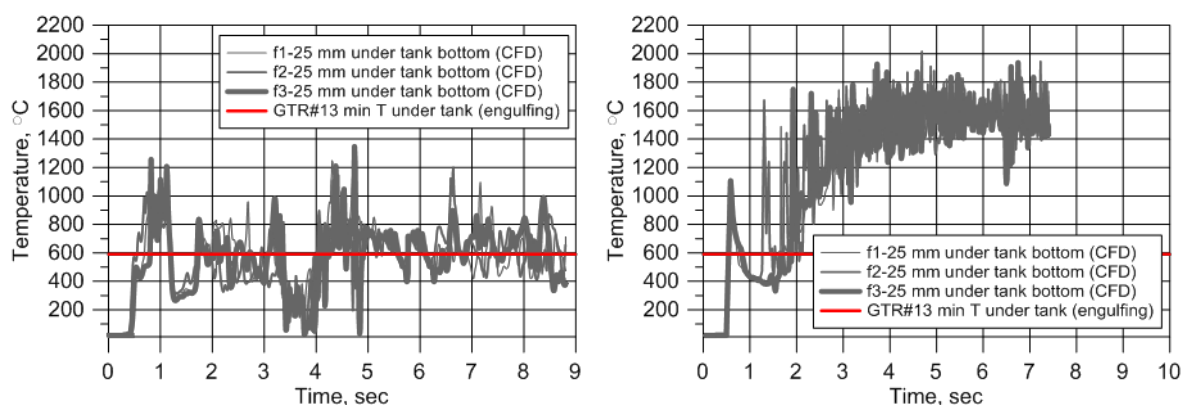 2200
2000
1800
1600
1400
1200
1000
800
600
400
200
Temperature, °C
f1-25 mm under tank bottom (CFD)
f2-25 mm under tank bottom (CFD)
f3-25 mm under tank bottom (CFD)
GTR#13 min T under tank (engulfing)
0 1 2 3 4 5 6 7 8 9
Time, sec
2200
2000
1800
1600
1400
1200
1000
800
600
400
200
Temperature, °C
f1-25 mm under tank bottom (CFD)
f2-25 mm under tank bottom (CFD)
f3-25 mm under tank bottom (CFD)
GTR#13 min T under tank (engulfing)
0 1 2 3 4 5 6 7 8 9 10
Time, sec